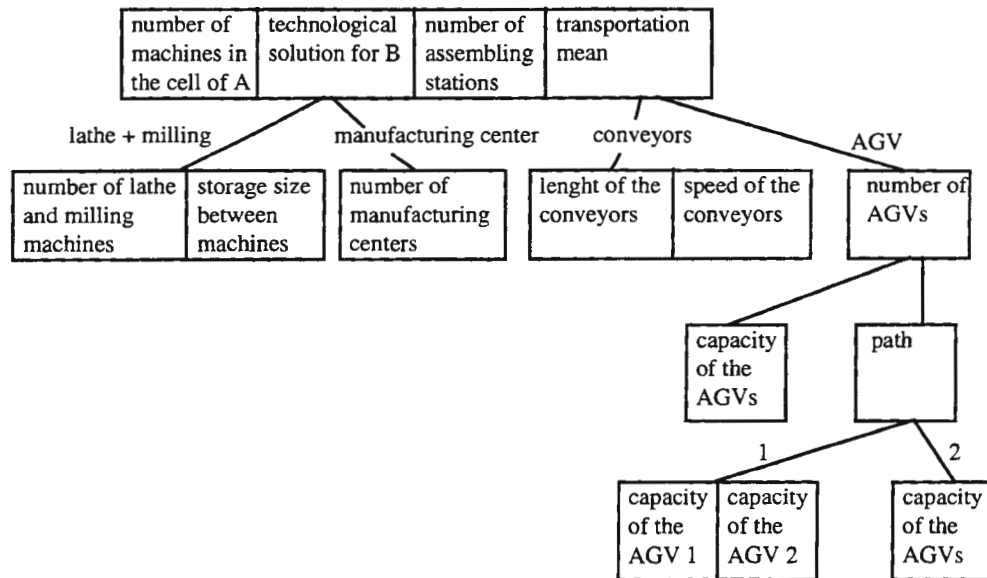 number of
machines in
the cell of A
technological
solution for B
number of
assembling
stations
transportation
mean
lathe + milling
manufacturing center
conveyors
AGV
number of lathe
and milling
machines
storage size
between
machines
number of
manufacturing
centers
lenght of the
conveyors
speed of the
conveyors
number of
AGVs
capacity
of the
AGVs
path
1
2
capacity
of the
AGV 1
capacity
of the
AGV 2
capacity
of the
AGVs